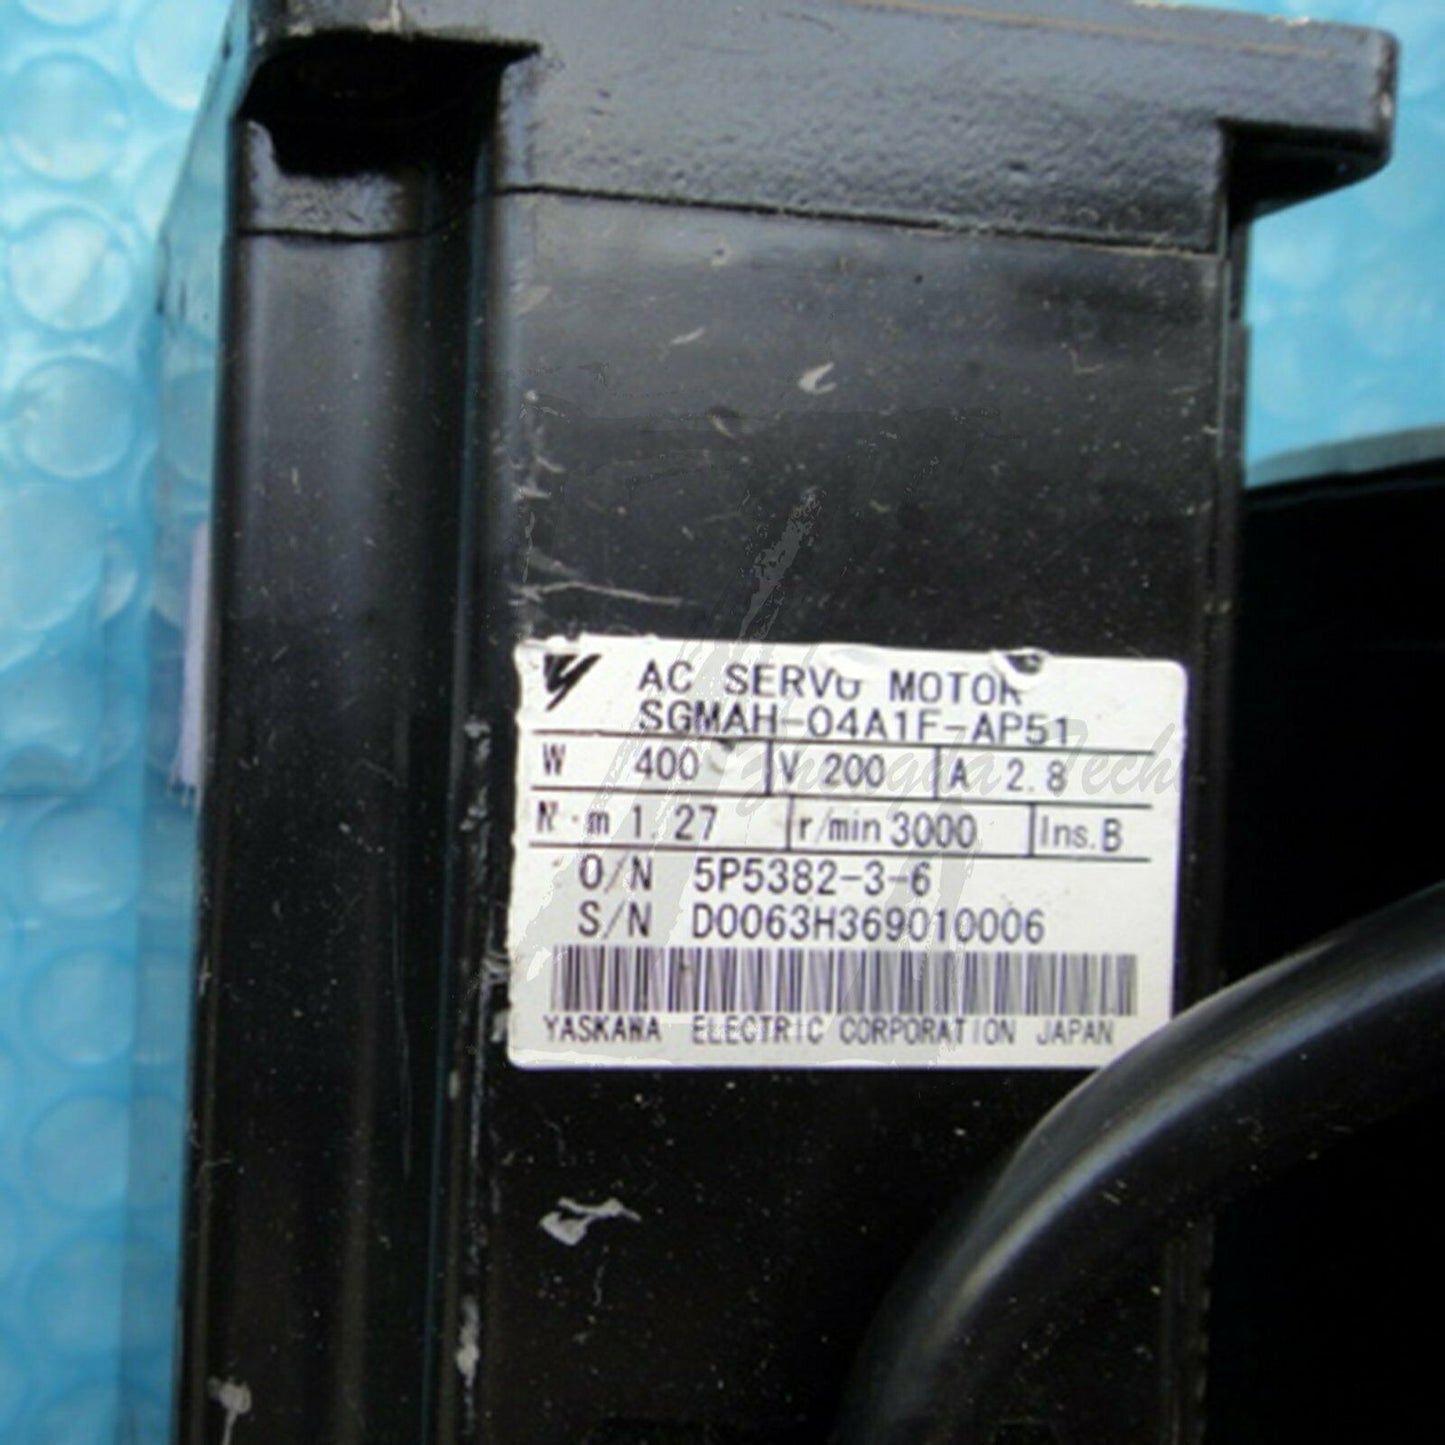 AC SERVO MOTOR
SGMAH-04A1F-AP51
W 400 V 200 A 2.8
N·m 1.27 r/min 3000 Ins.B
O/N 5P5382-3-6
S/N D0063H369010006
YASKAWA ELECTRIC CORPORATION JAPAN
Tech